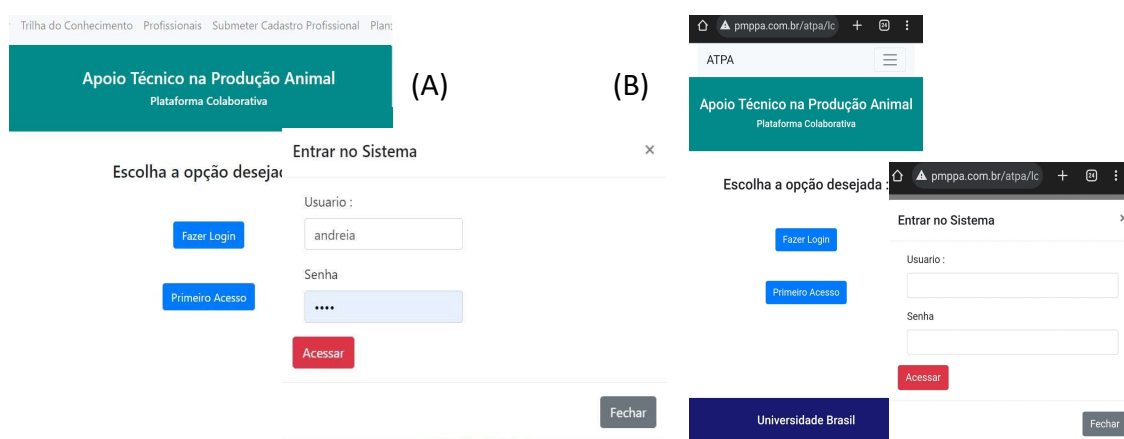 Trilha do Conhecimento Profissionais Submeter Cadastro Profissional
Apoio Técnico na Produção Animal
Plataforma Colaborativa
(A)
Escolha a opção
Fazer Login
Primeiro Acesso
Entrar no Sistema ×
Usuario :
andreia
Senha
••••
Acessar
Fechar
(B)
pmppa.com.br/atpa/lc + 24
ATPA
Apoio Técnico na Produção Animal
Plataforma Colaborativa
Escolha a opção desejada :
Fazer Login
Primeiro Acesso
Universidade Brasil
pmppa.com.br/atpa/lc + 24
Entrar no Sistema
Usuario :
Senha
Acessar
Fechar